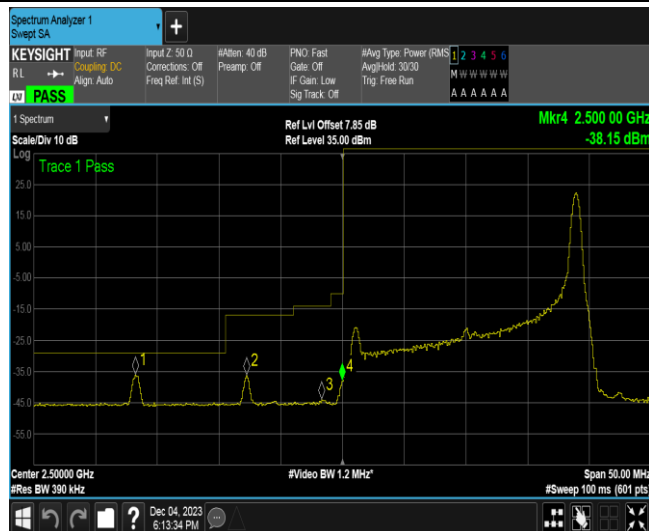 Spectrum Analyzer 1
Swept SA
+
KEYSIGHT
RL
LXI PASS
Input: RF
Coupling: DC
Align: Auto
Input Z: 50 Ω
Corrections: Off
Freq Ref: Int (S)
#Atten: 40 dB
Preamp: Off
PNO: Fast
Gate: Off
IF Gain: Low
Sig Track: Off
#Avg Type: Power (RMS
Avg|Hold: 30/30
Trig: Free Run
1 2 3 4 5 6
M W W W W W
A A A A A A
1 Spectrum
Scale/Div 10 dB
Log
Ref Lvl Offset 7.85 dB
Ref Level 35.00 dBm
Mkr4 2.500 00 GHz
-38.15 dBm
Trace 1 Pass
25.0
15.0
5.00
-5.00
-15.0
-25.0
-35.0
-45.0
-55.0
1
2
3
4
Center 2.50000 GHz
#Res BW 390 kHz
#Video BW 1.2 MHz*
Span 50.00 MHz
#Sweep 100 ms (601 pts)
?
Dec 04, 2023
6:13:34 PM